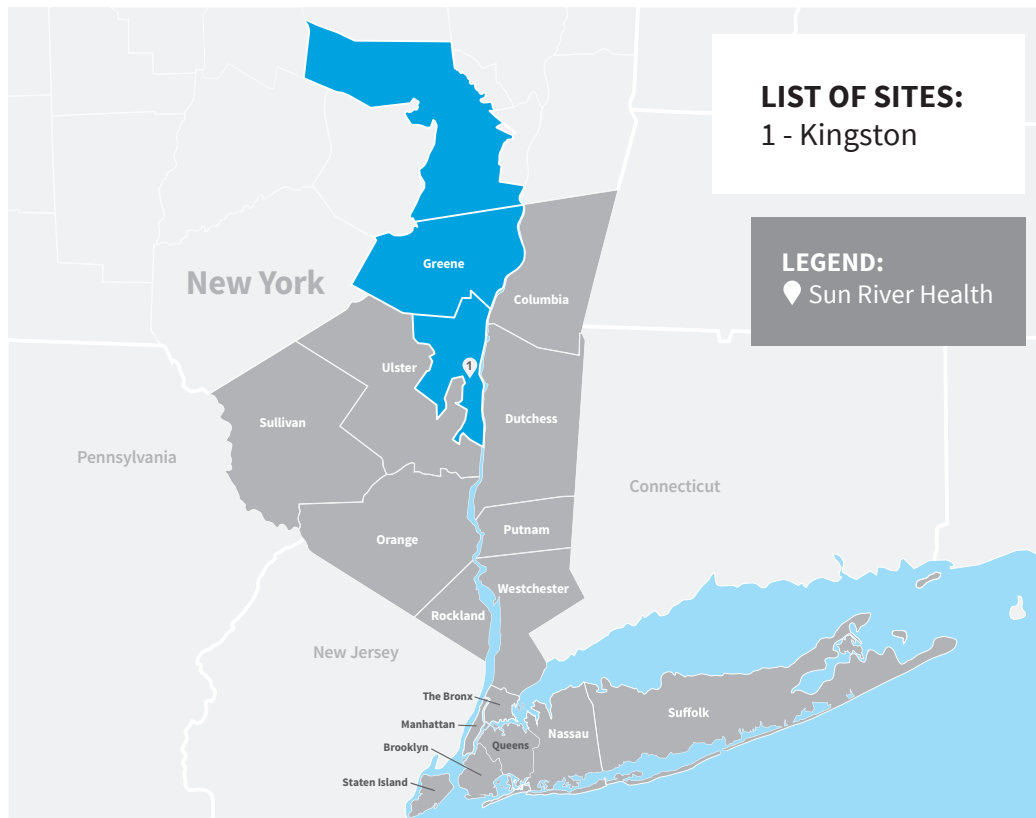 LIST OF SITES:
1 - Kingston
LEGEND:
Sun River Health
New York
Greene
Columbia
1
Ulster
Sullivan
Dutchess
Pennsylvania
Connecticut
Putnam
Orange
Westchester
Rockland
New Jersey
The Bronx
Suffolk
Manhattan
Nassau
Queens
Brooklyn
Staten Island